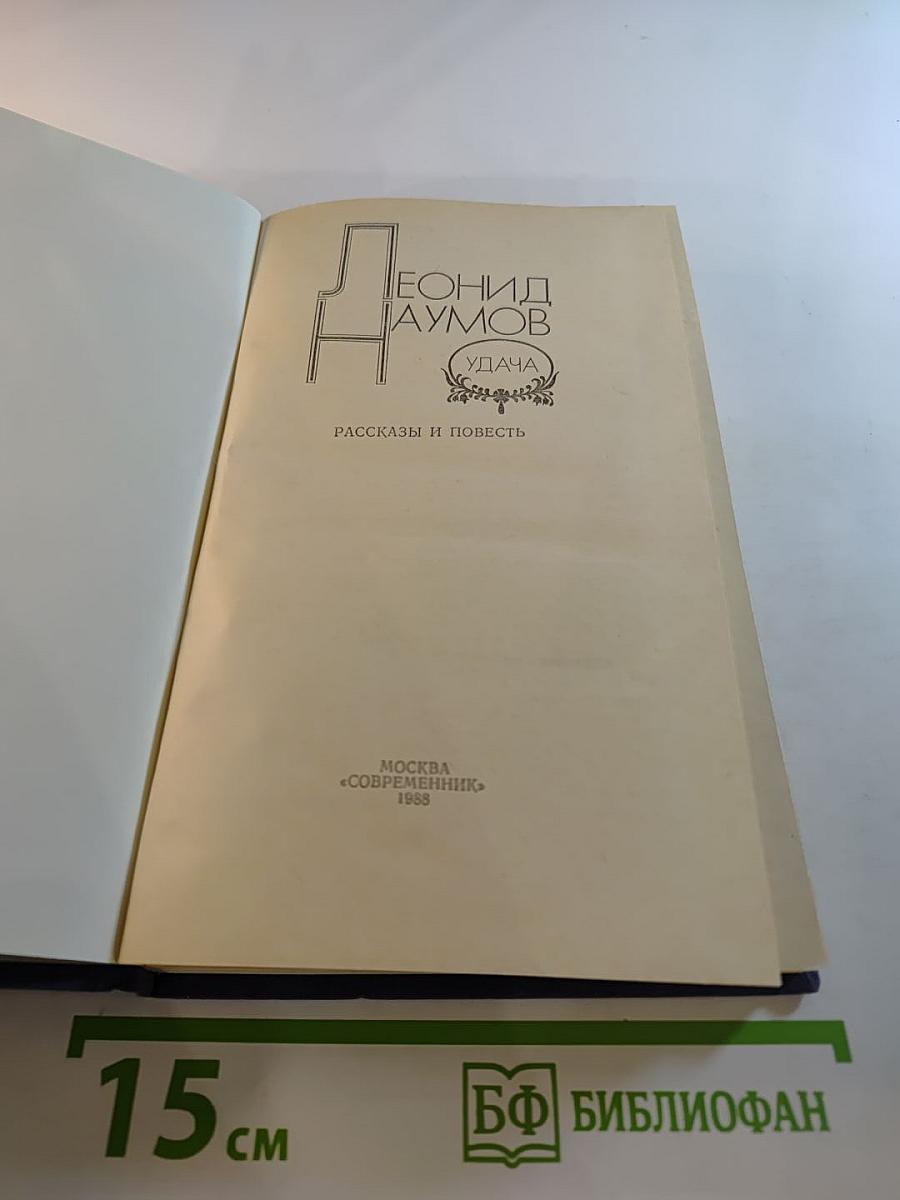 ЛЕОНИД
НАУМОВ
УДАЧА
РАССКАЗЫ И ПОВЕСТЬ
МОСКВА
«СОВРЕМЕННИК»
1988
15 см
БФ БИБЛИОФАН